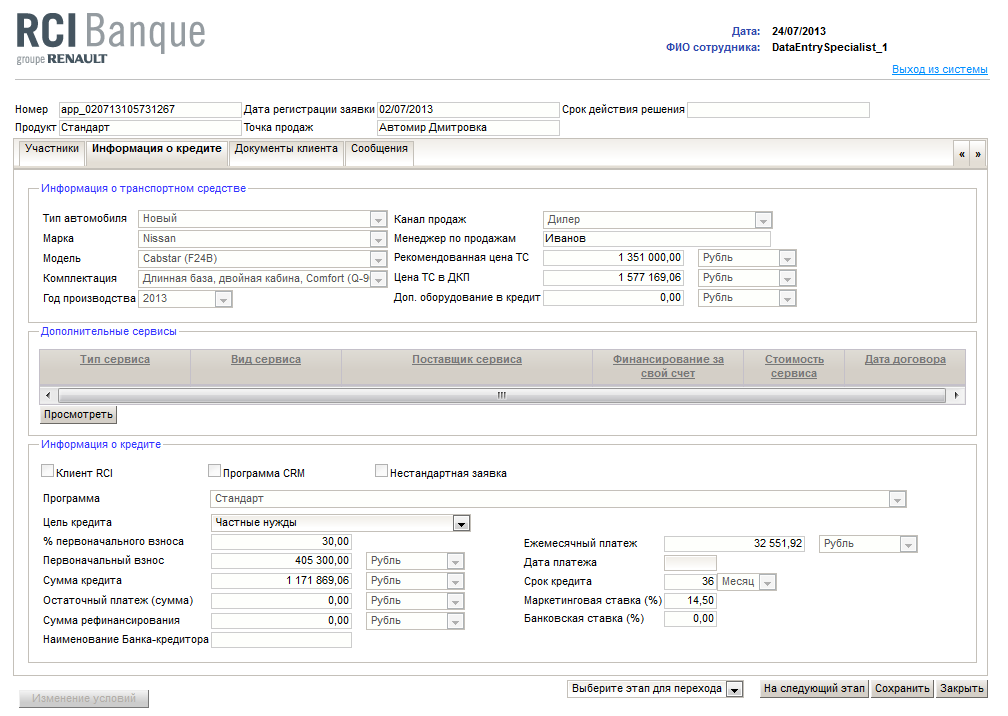 RCI Banque
groupe RENAULT
Дата: 24/07/2013
ФИО сотрудника: DataEntrySpecialist_1
Выход из системы
Номер app_020713105731267 Дата регистрации заявки 02/07/2013 Срок действия решения
Продукт Стандарт Точка продаж Автомир Дмитровка
Участники Информация о кредите Документы клиента Сообщения « »
Информация о транспортном средстве
Тип автомобиля Новый Канал продаж Дилер
Марка Nissan Менеджер по продажам Иванов
Модель Cabstar (F24B) Рекомендованная цена ТС 1 351 000,00 Рубль
Комплектация Длинная база, двойная кабина, Comfort (Q-9 Цена ТС в ДКП 1 577 169,06 Рубль
Год производства 2013 Доп. оборудование в кредит 0,00 Рубль
Дополнительные сервисы
Тип сервиса Вид сервиса Поставщик сервиса Финансирование за свой счет Стоимость сервиса Дата договора
Просмотреть
Информация о кредите
Клиент RCI Программа CRM Нестандартная заявка
Программа Стандарт
Цель кредита Частные нужды
% первоначального взноса 30,00 Ежемесячный платеж 32 551,92 Рубль
Первоначальный взнос 405 300,00 Рубль Дата платежа
Сумма кредита 1 171 869,06 Рубль Срок кредита 36 Месяц
Остаточный платеж (сумма) 0,00 Рубль Маркетинговая ставка (%) 14,50
Сумма рефинансирования 0,00 Рубль Банковская ставка (%) 0,00
Наименование Банка-кредитора
Изменение условий Выберите этап для перехода На следующий этап Сохранить Закрыть